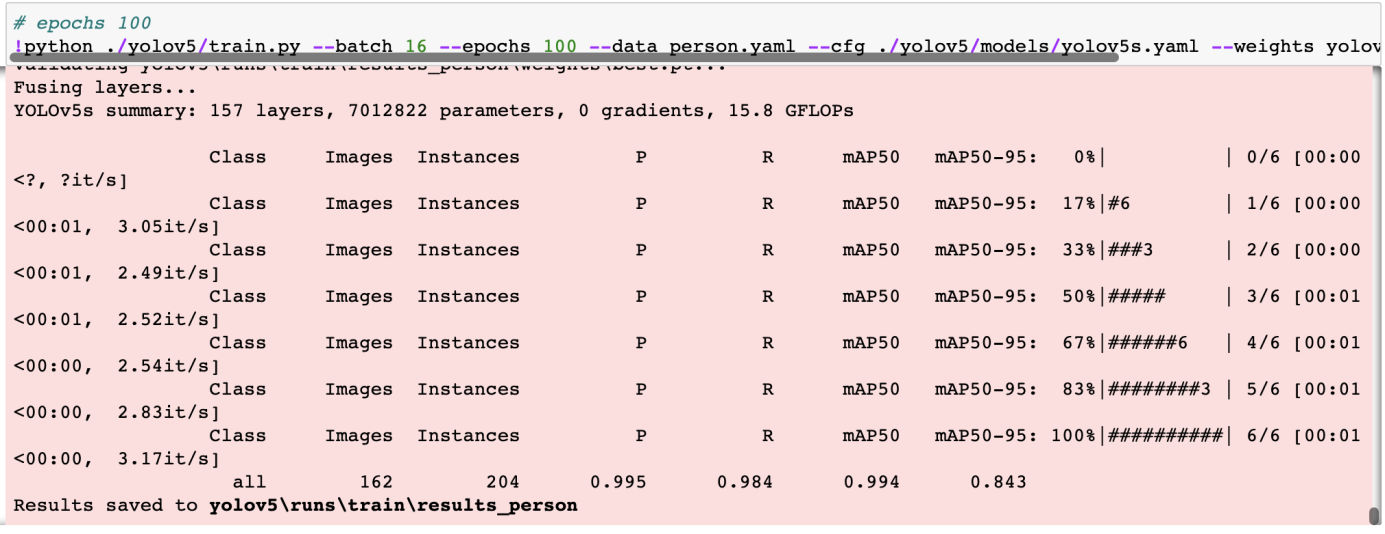 # epochs 100
!python ./yolov5/train.py --batch 16 --epochs 100 --data person.yaml --cfg ./yolov5/models/yolov5s.yaml --weights yolov
Validating yolov5\runs\train\results_person\weights\best.pt...
Fusing layers...
YOLOv5s summary: 157 layers, 7012822 parameters, 0 gradients, 15.8 GFLOPs
Class Images Instances P R mAP50 mAP50-95: 0%| | 0/6 [00:00
<?, ?it/s]
Class Images Instances P R mAP50 mAP50-95: 17%|#6 | 1/6 [00:00
<00:01, 3.05it/s]
Class Images Instances P R mAP50 mAP50-95: 33%|###3 | 2/6 [00:00
<00:01, 2.49it/s]
Class Images Instances P R mAP50 mAP50-95: 50%|##### | 3/6 [00:01
<00:01, 2.52it/s]
Class Images Instances P R mAP50 mAP50-95: 67%|######6 | 4/6 [00:01
<00:00, 2.54it/s]
Class Images Instances P R mAP50 mAP50-95: 83%|########3 | 5/6 [00:01
<00:00, 2.83it/s]
Class Images Instances P R mAP50 mAP50-95: 100%|##########| 6/6 [00:01
<00:00, 3.17it/s]
all 162 204 0.995 0.984 0.994 0.843
Results saved to yolov5\runs\train\results_person